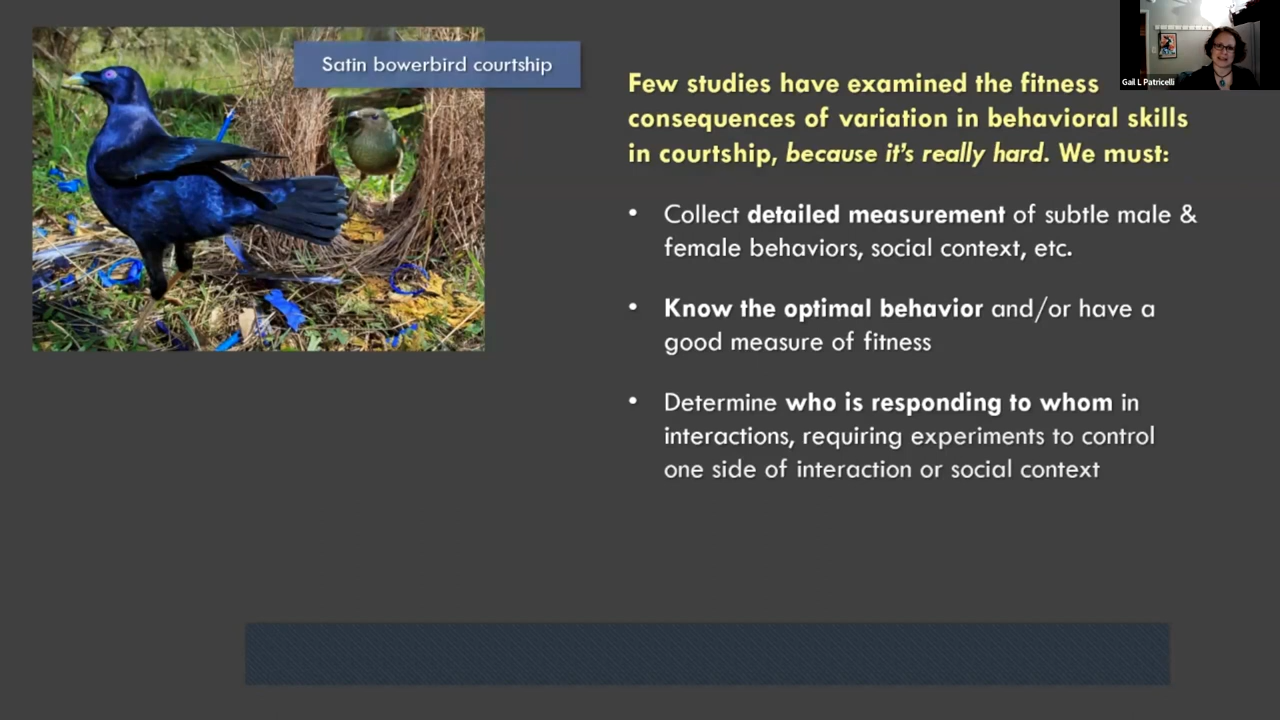 Satin bowerbird courtship
Gail L Patricelli
Few studies have examined the fitness
consequences of variation in behavioral skills
in courtship, because it's really hard. We must:
• Collect detailed measurement of subtle male &
female behaviors, social context, etc.
• Know the optimal behavior and/or have a
good measure of fitness
• Determine who is responding to whom in
interactions, requiring experiments to control
one side of interaction or social context